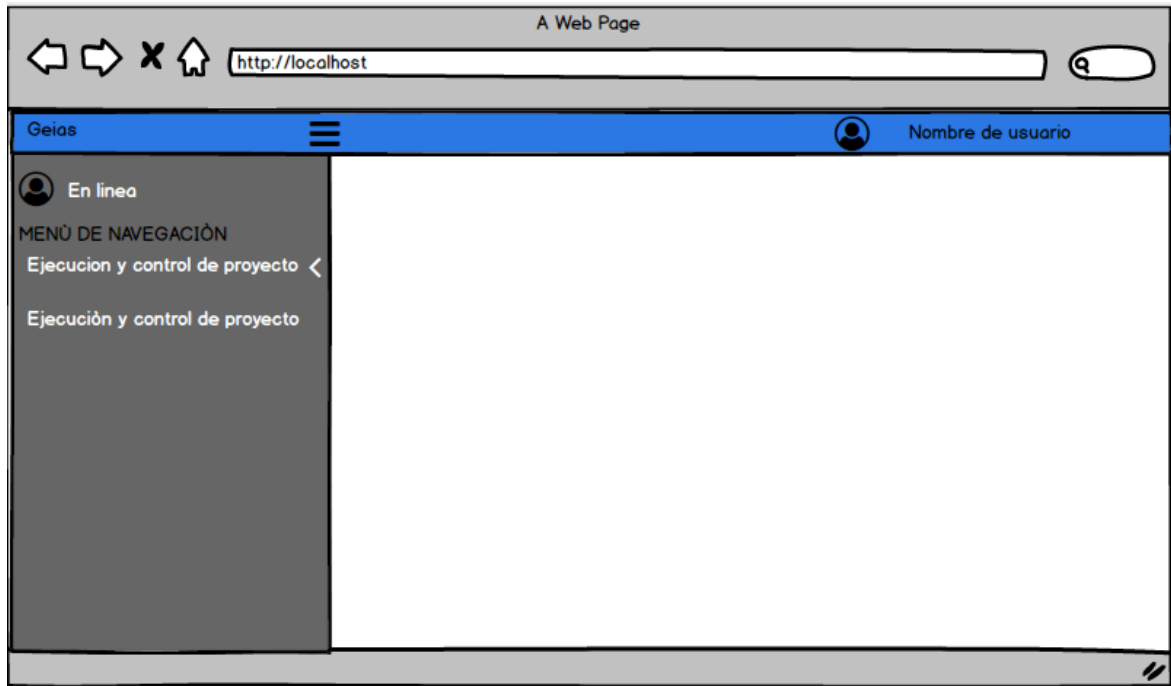 A Web Page
http://localhost
Geias
Nombre de usuario
En linea
MENÙ DE NAVEGACIÒN
Ejecucion y control de proyecto
Ejecuciòn y control de proyecto